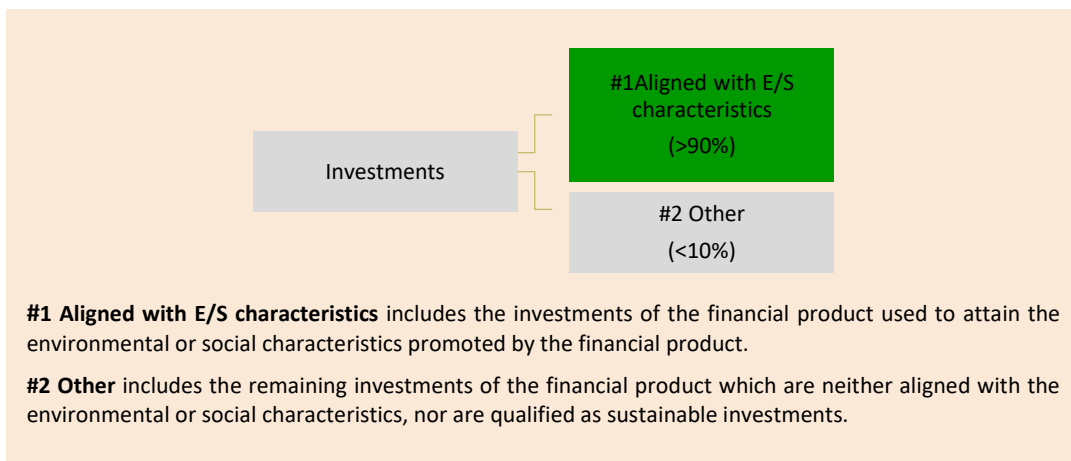 #1Aligned with E/S
characteristics
(>90%)
Investments
#2 Other
(<10%)
#1 Aligned with E/S characteristics includes the investments of the financial product used to attain the
environmental or social characteristics promoted by the financial product.
#2 Other includes the remaining investments of the financial product which are neither aligned with the
environmental or social characteristics, nor are qualified as sustainable investments.